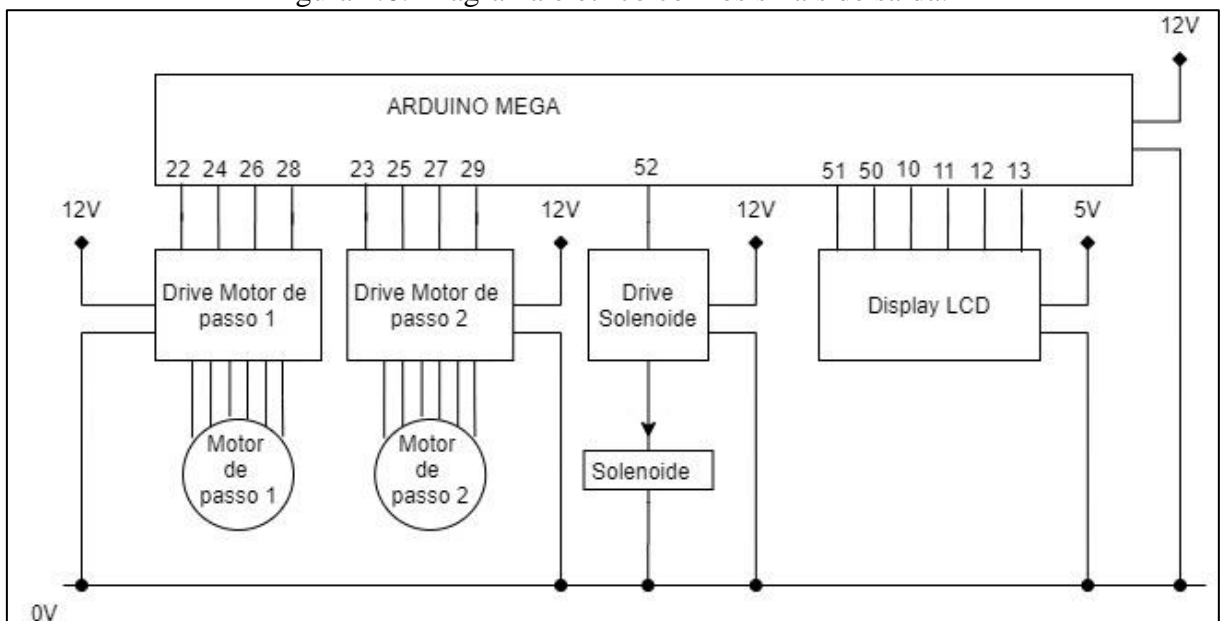 12V
ARDUINO MEGA
22 24 26 28 23 25 27 29 52 51 50 10 11 12 13
12V 12V 12V 5V
Drive Motor de
passo 1
Drive Motor de
passo 2
Drive
Solenoide
Display LCD
Motor
de
passo 1
Motor
de
passo 2
Solenoide
0V